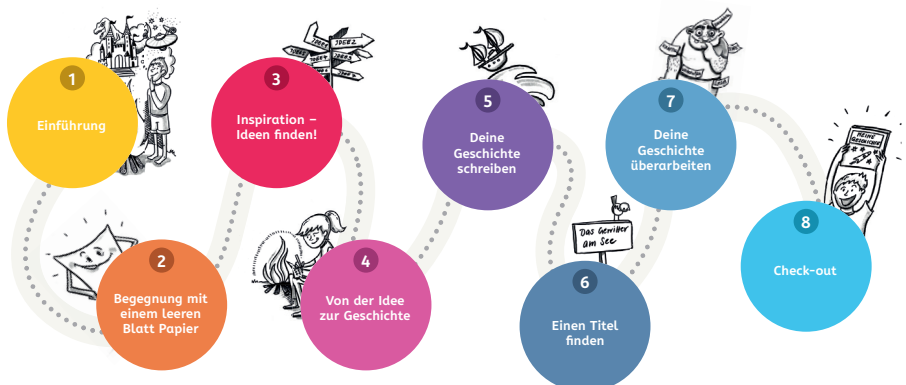 1
Einführung
2
Begegnung mit
einem leeren
Blatt Papier
3
Inspiration –
Ideen finden!
IDEE 2
4
Von der Idee
zur Geschichte
5
Deine
Geschichte
schreiben
Das Gewitter
am See
6
Einen Titel
finden
7
Deine
Geschichte
überarbeiten
MEINE
GESCHICHTE
8
Check-out